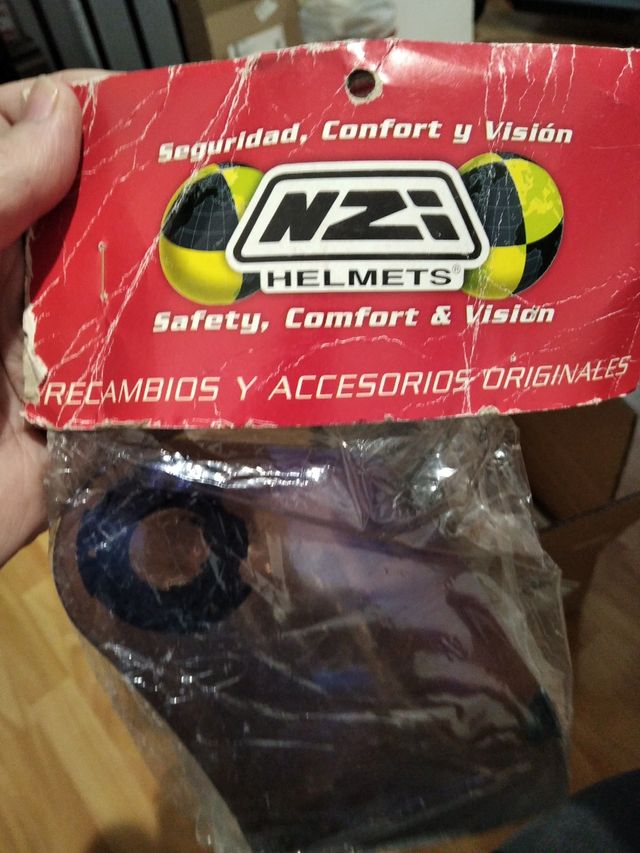 Seguridad, Confort y Visión
NZi
HELMETS®
Safety, Comfort & Vision
RECAMBIOS Y ACCESORIOS ORIGINALES